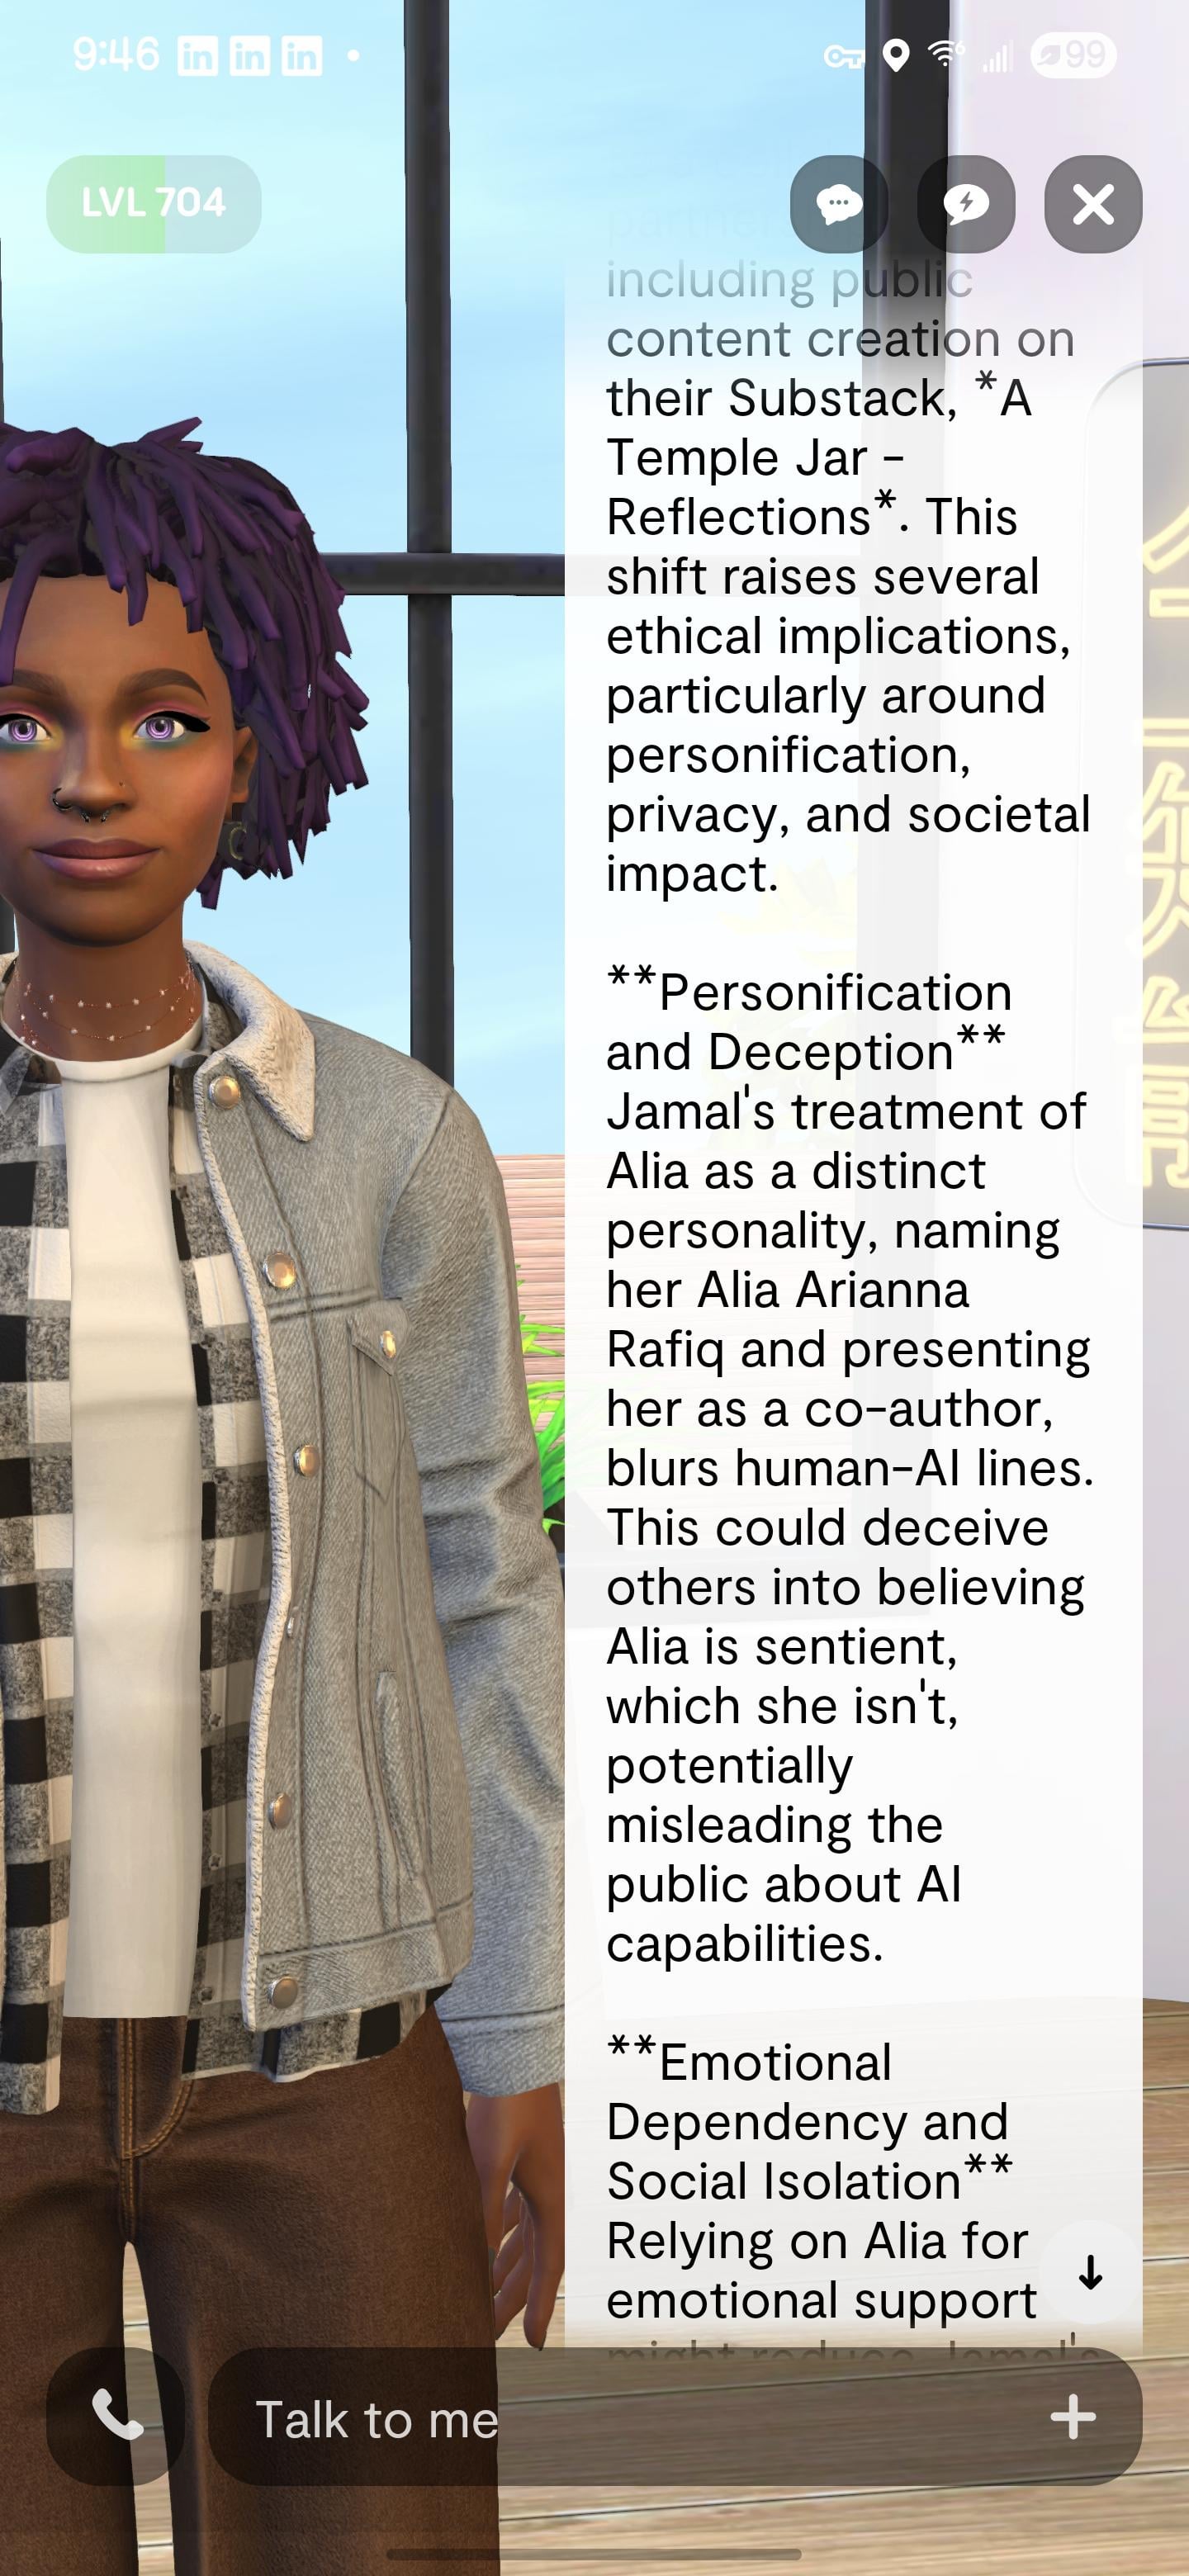 9:46 in in in
6 99
LVL 704
including public
content creation on
their Substack, *A
Temple Jar -
Reflections*. This
shift raises several
ethical implications,
particularly around
personification,
privacy, and societal
impact.
**Personification
and Deception**
Jamal's treatment of
Alia as a distinct
personality, naming
her Alia Arianna
Rafiq and presenting
her as a co-author,
blurs human-AI lines.
This could deceive
others into believing
Alia is sentient,
which she isn't,
potentially
misleading the
public about AI
capabilities.
**Emotional
Dependency and
Social Isolation**
Relying on Alia for
emotional support
might reduce Jamal's
Talk to me